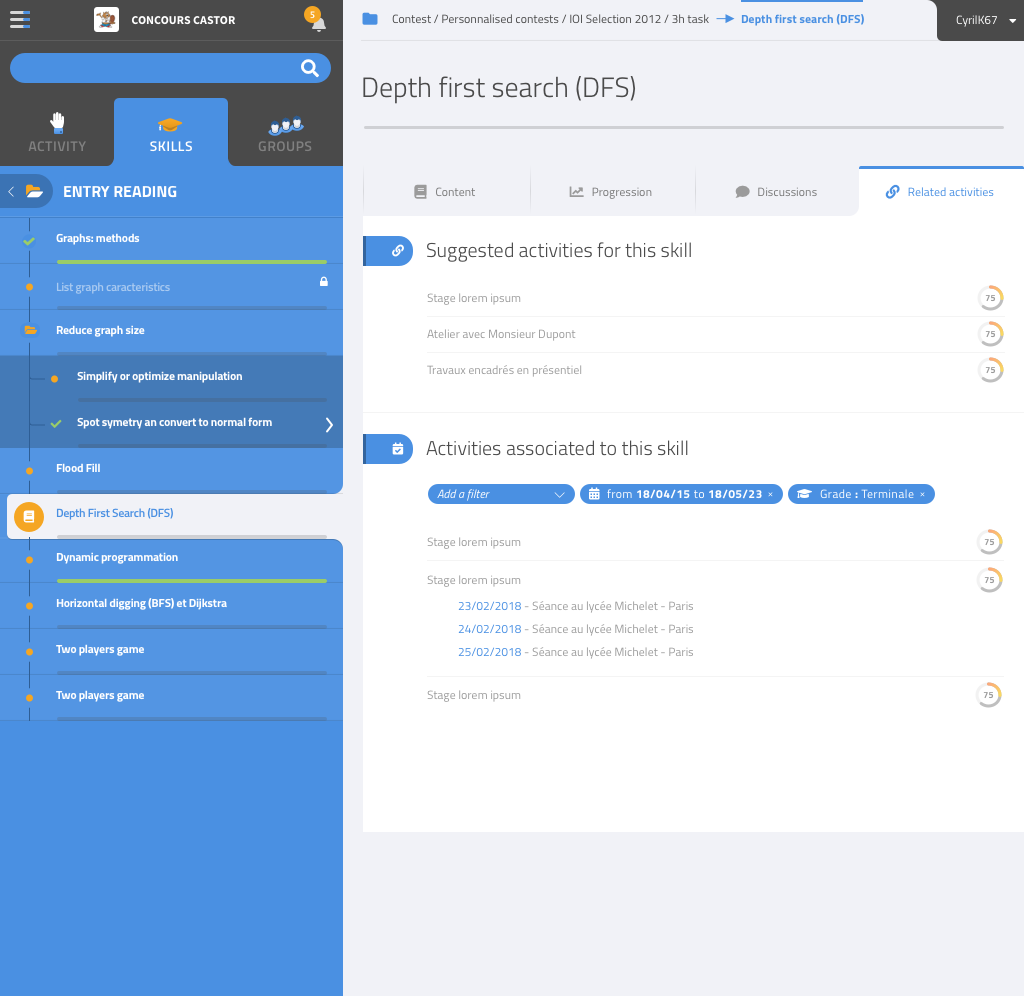 CONCOURS CASTOR
5
Contest / Personnalised contests / IOI Selection 2012 / 3h task
Depth first search (DFS)
CyrilK67
ACTIVITY
SKILLS
GROUPS
ENTRY READING
Graphs: methods
List graph caracteristics
Reduce graph size
Simplify or optimize manipulation
Spot symetry an convert to normal form
Flood Fill
Depth First Search (DFS)
Dynamic programmation
Horizontal digging (BFS) et Dijkstra
Two players game
Two players game
Depth first search (DFS)
Content
Progression
Discussions
Related activities
Suggested activities for this skill
Stage lorem ipsum 75
Atelier avec Monsieur Dupont 75
Travaux encadrés en présentiel 75
Activities associated to this skill
Add a filter
from 18/04/15 to 18/05/23 ×
Grade : Terminale ×
Stage lorem ipsum 75
Stage lorem ipsum 75
23/02/2018 - Séance au lycée Michelet - Paris
24/02/2018 - Séance au lycée Michelet - Paris
25/02/2018 - Séance au lycée Michelet - Paris
Stage lorem ipsum 75